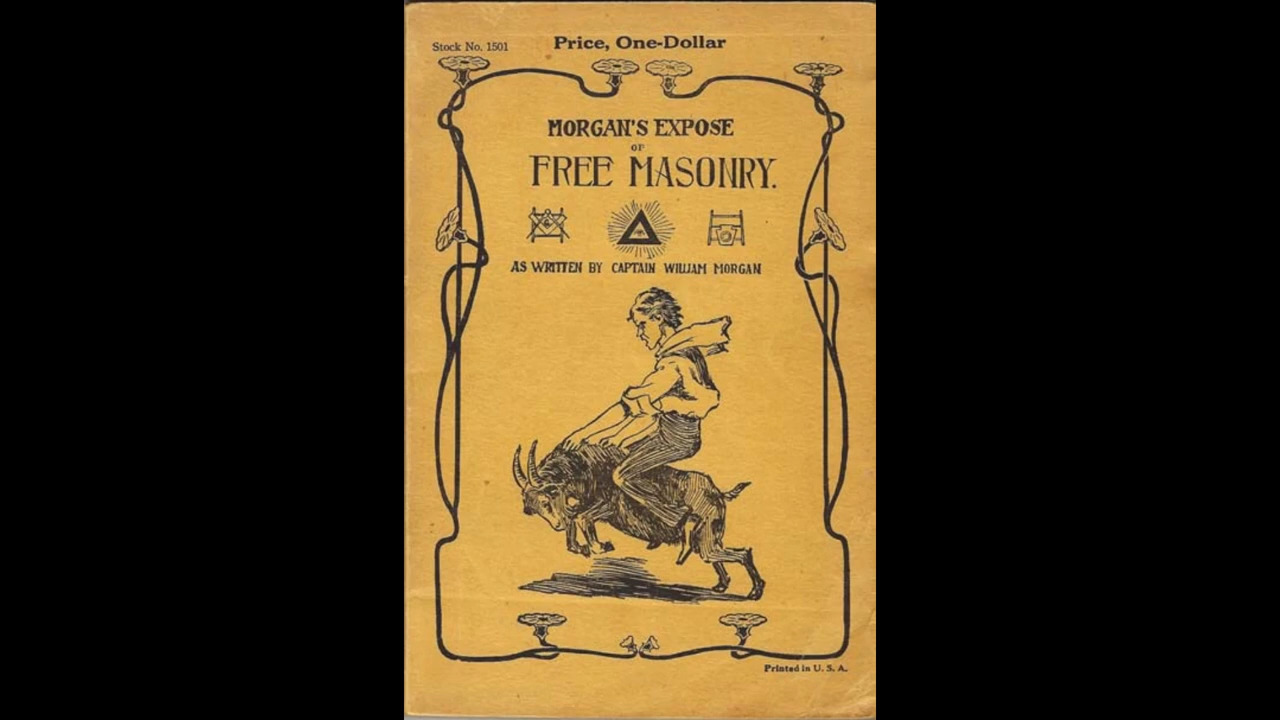 Stock No. 1501
Price, One-Dollar
MORGAN'S EXPOSE
OF
FREE MASONRY.
AS WRITTEN BY CAPTAIN WILLIAM MORGAN
Printed in U. S. A.